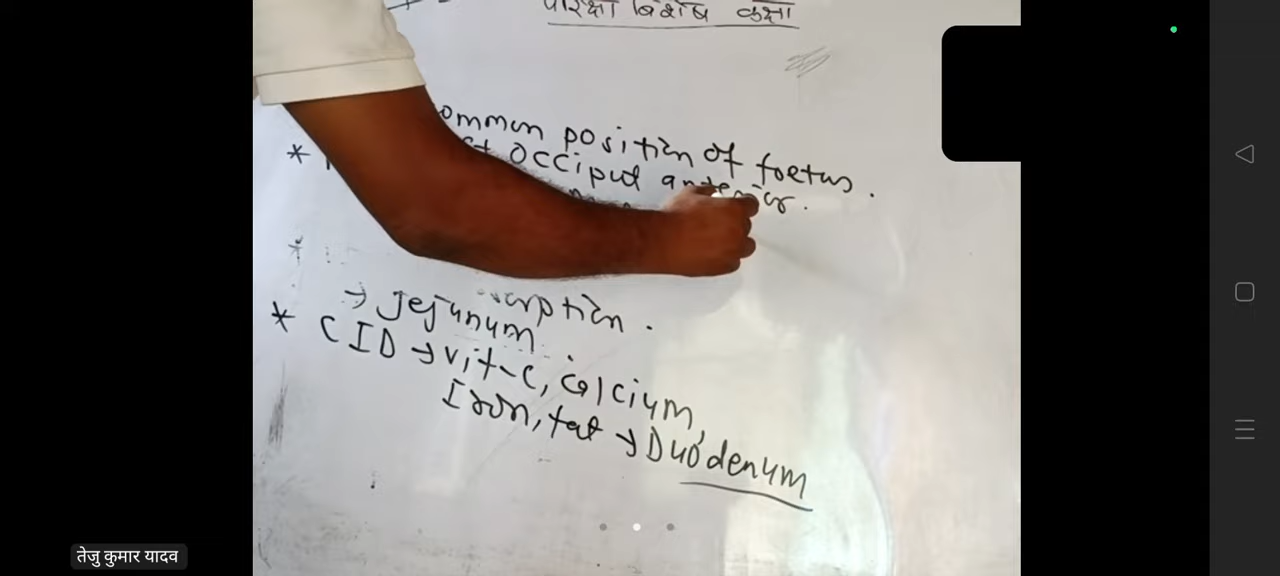 परिक्षा विशेष कक्षा
ommon position of foetus.
* occiput anterior.
*
→ Jejunum
* CID → vit-C, Calcium,
Iron, fat → Duodenum
तेजु कुमार यादव